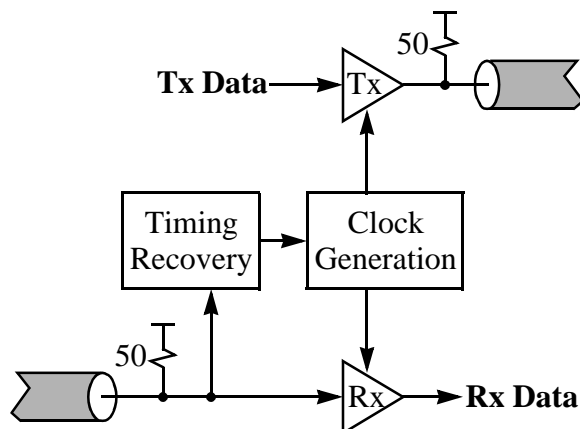 50
Tx Data
Tx
Timing
Recovery
Clock
Generation
50
Rx
Rx Data